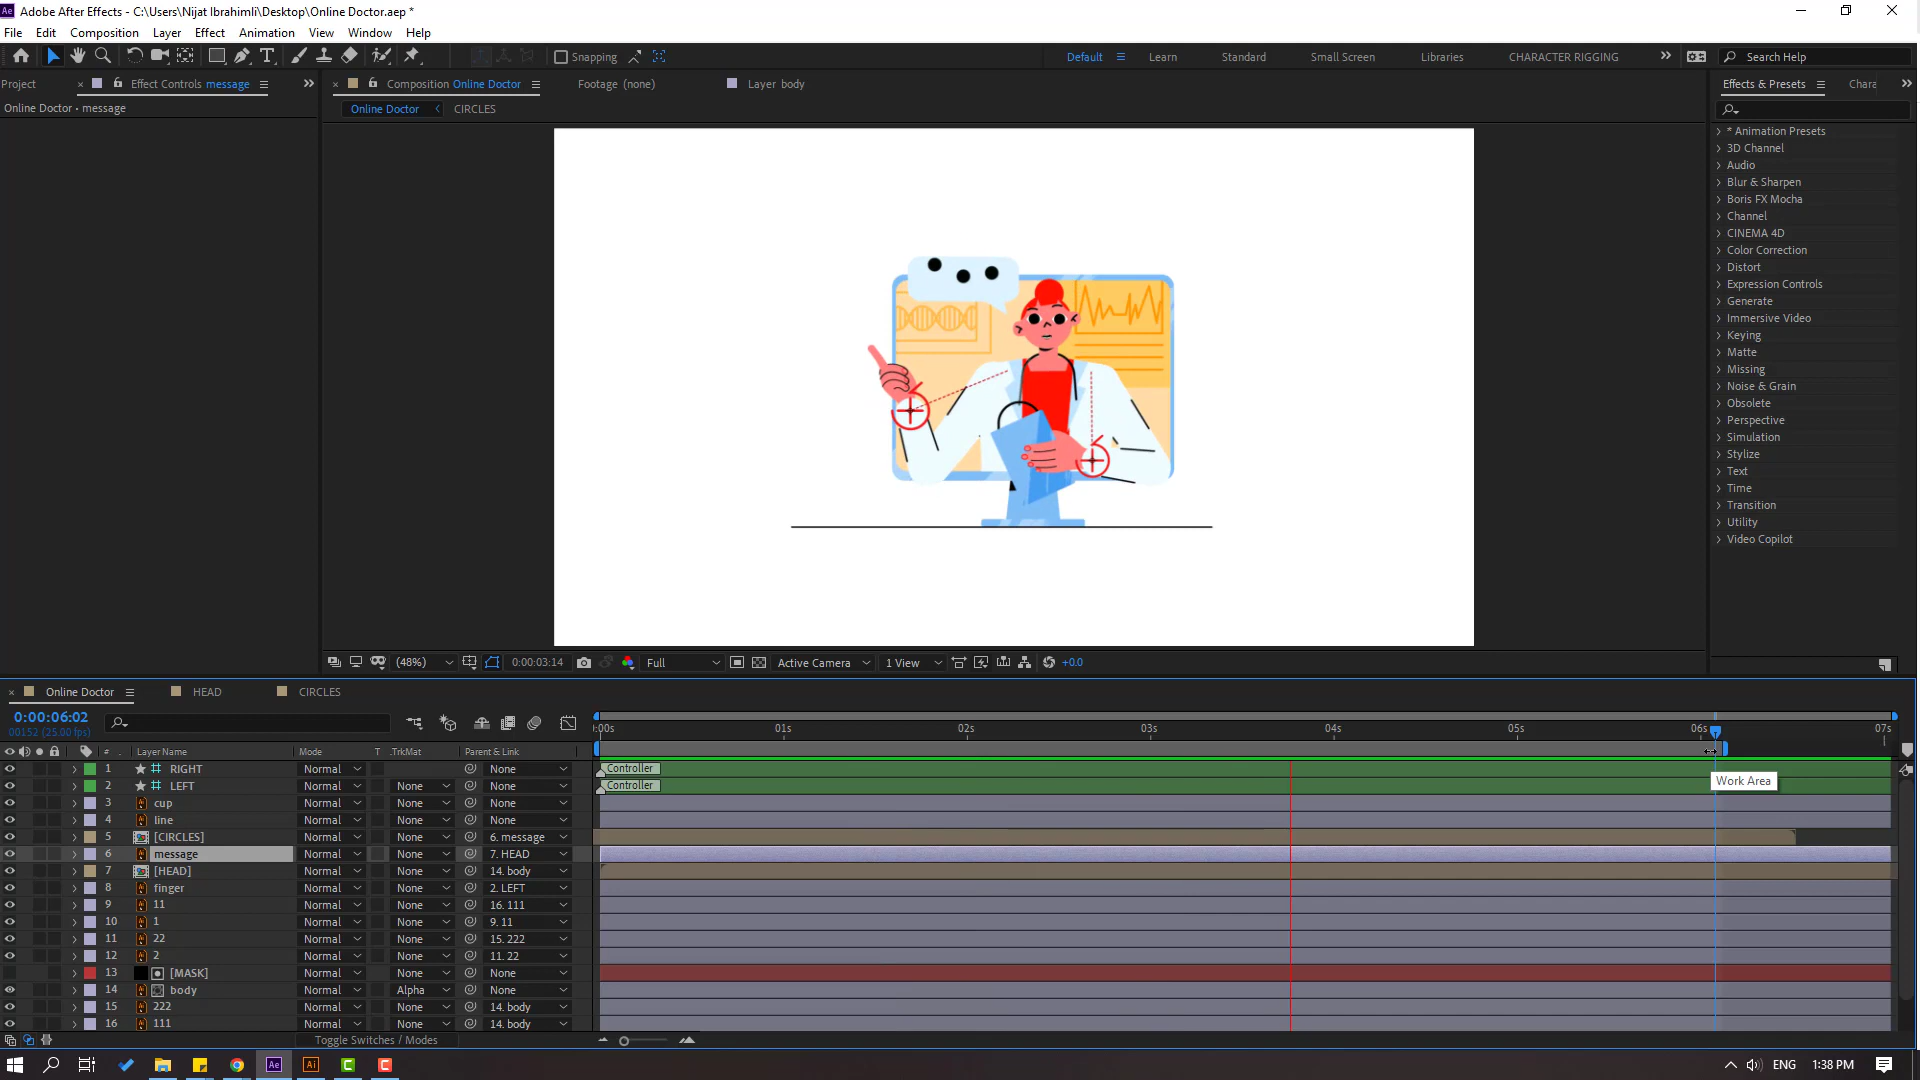 Adobe After Effects - C:\Users\Nijat Ibrahimli\Desktop\Online Doctor.aep *
File Edit Composition Layer Effect Animation View Window Help
Snapping
Default Learn Standard Small Screen Libraries CHARACTER RIGGING Search Help
Project Effect Controls message Composition Online Doctor Footage (none) Layer body Effects & Presets Chara
Online Doctor • message
Online Doctor CIRCLES
* Animation Presets
3D Channel
Audio
Blur & Sharpen
Boris FX Mocha
Channel
CINEMA 4D
Color Correction
Distort
Expression Controls
Generate
Immersive Video
Keying
Matte
Missing
Noise & Grain
Obsolete
Perspective
Simulation
Stylize
Text
Time
Transition
Utility
Video Copilot
(48%) 0:00:03:14 Full Active Camera 1 View +0.0
Online Doctor HEAD CIRCLES
0:00:06:02
00152 (25.00 fps)
:00s 01s 02s 03s 04s 05s 06s 07s
# Layer Name Mode T .TrkMat Parent & Link
1 RIGHT Normal None Controller
2 LEFT Normal None None Controller
3 cup Normal None None
4 line Normal None None
5 [CIRCLES] Normal None 6. message
6 message Normal None 7. HEAD
7 [HEAD] Normal None 14. body
8 finger Normal None 2. LEFT
9 11 Normal None 16. 111
10 1 Normal None 9. 11
11 22 Normal None 15. 222
12 2 Normal None 11. 22
13 [MASK] Normal None None
14 body Normal Alpha None
15 222 Normal None 14. body
16 111 Normal None 14. body
Work Area
Toggle Switches / Modes
Ae Ai C C ENG 1:38 PM